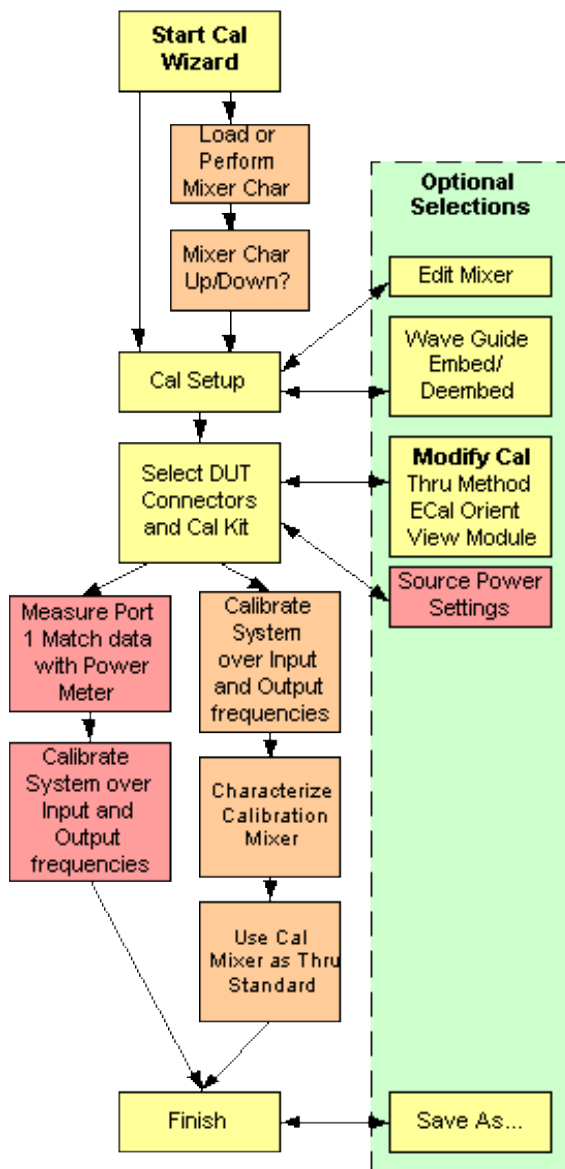 Start Cal
Wizard
Load or
Perform
Mixer Char
Mixer Char
Up/Down?
Cal Setup
Select DUT
Connectors
and Cal Kit
Measure Port
1 Match data
with Power
Meter
Calibrate
System over
Input and
Output
frequencies
Calibrate
System
over Input
and Output
frequencies
Characterize
Calibration
Mixer
Use Cal
Mixer as Thru
Standard
Finish
Optional
Selections
Edit Mixer
Wave Guide
Embed/
Deembed
Modify Cal
Thru Method
ECal Orient
View Module
Source Power
Settings
Save As...